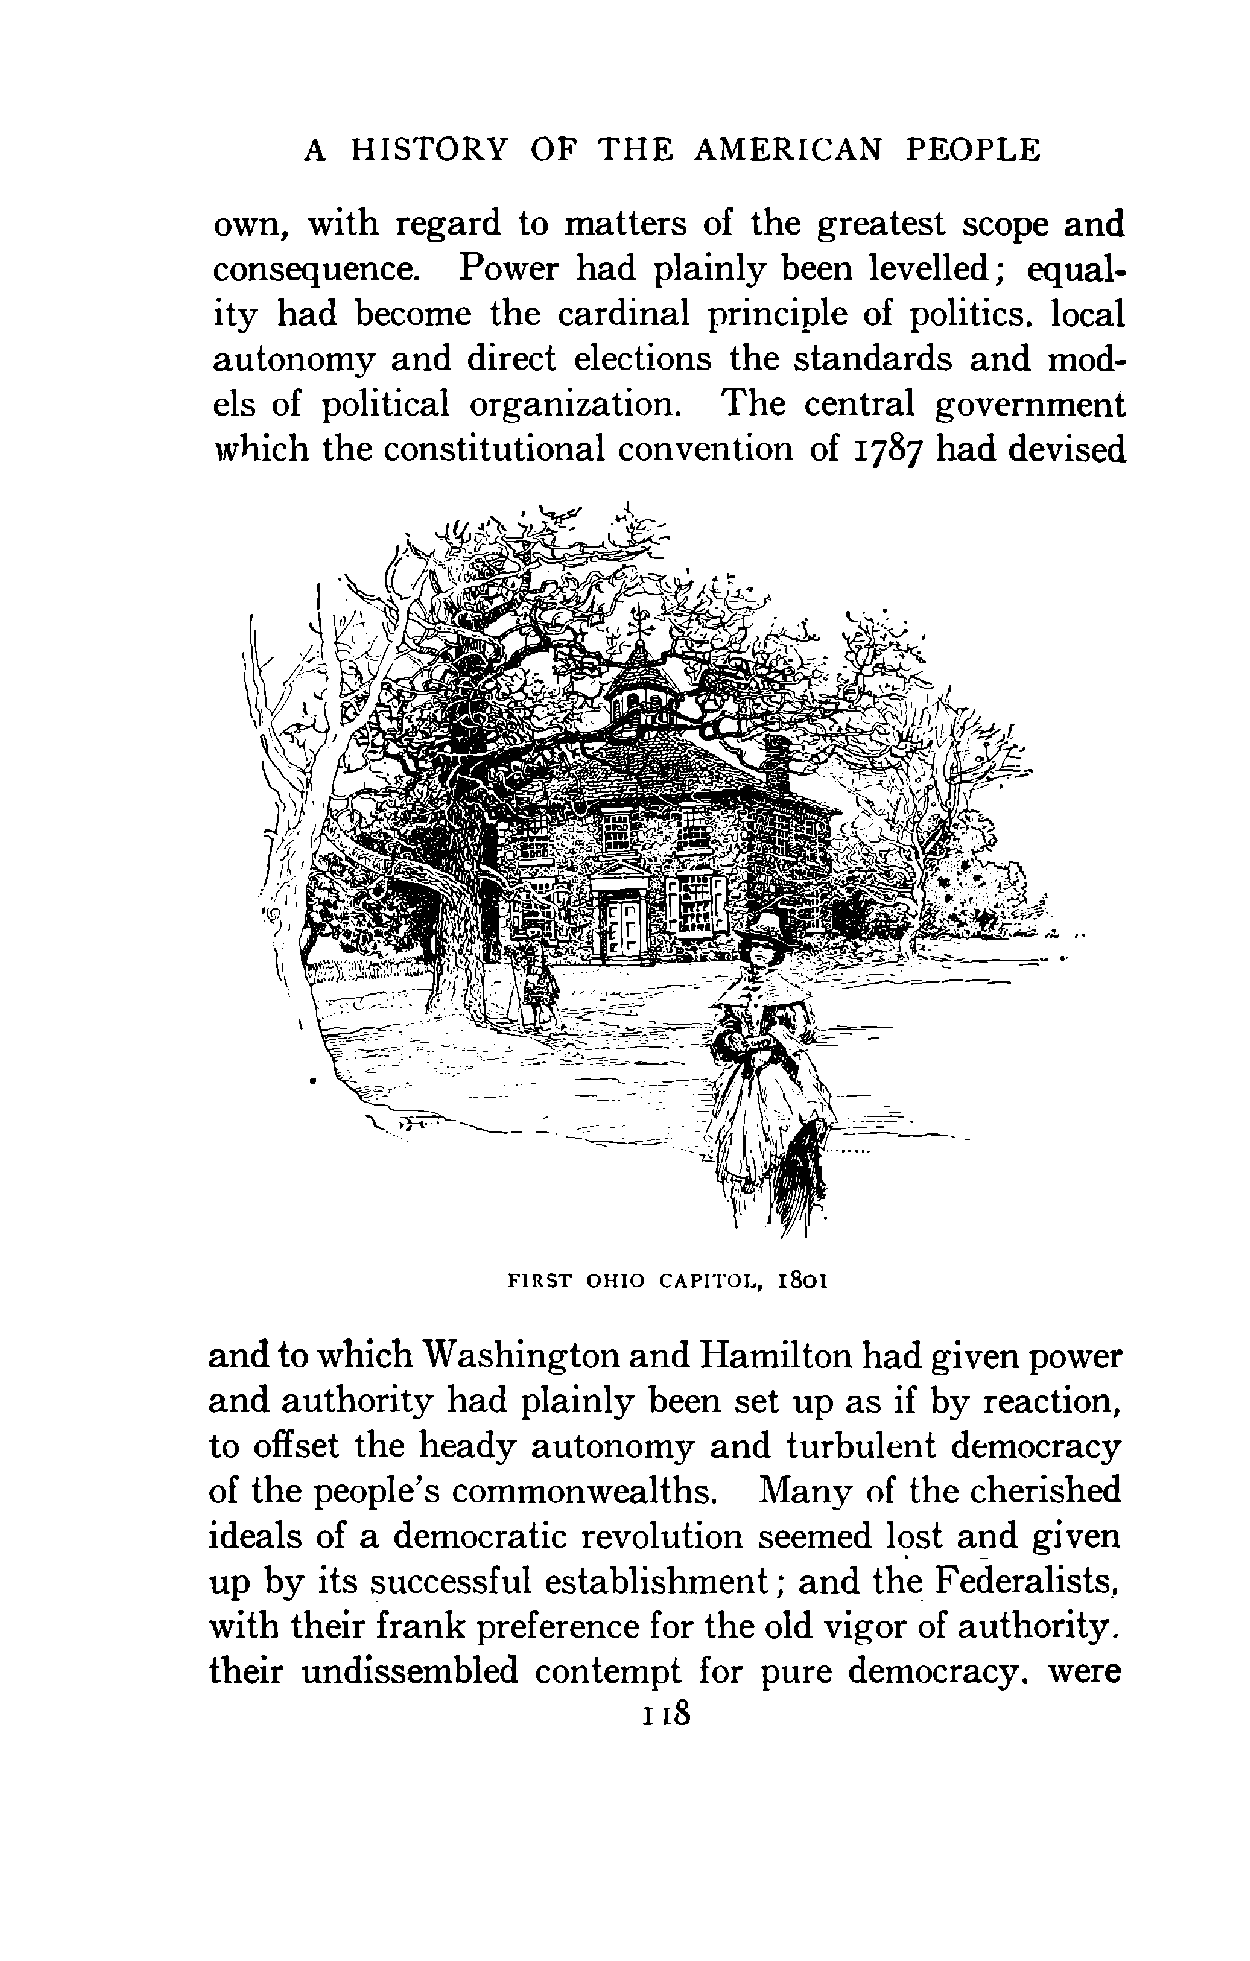 A HISTORY OF THE AMERICAN PEOPLE
own, with regard to matters of the greatest scope and
consequence. Power had plainly been levelled; equal-
ity had become the cardinal principle of politics. local
autonomy and direct elections the standards and mod-
els of political organization. The central government
which the constitutional convention of 1787 had devised
FIRST OHIO CAPITOL, 1801
and to which Washington and Hamilton had given power
and authority had plainly been set up as if by reaction,
to offset the heady autonomy and turbulent democracy
of the people's commonwealths. Many of the cherished
ideals of a democratic revolution seemed lost and given
up by its successful establishment; and the Federalists,
with their frank preference for the old vigor of authority.
their undissembled contempt for pure democracy. were
118